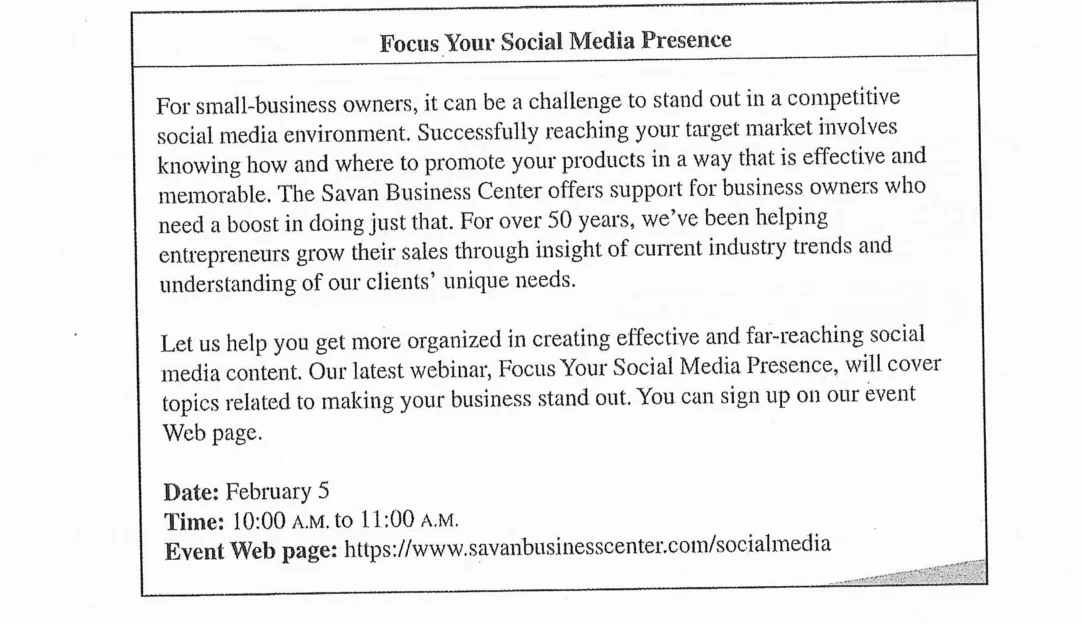 Focus Your Social Media Presence
For small-business owners, it can be a challenge to stand out in a competitive
social media environment. Successfully reaching your target market involves
knowing how and where to promote your products in a way that is effective and
memorable. The Savan Business Center offers support for business owners who
need a boost in doing just that. For over 50 years, we've been helping
entrepreneurs grow their sales through insight of current industry trends and
understanding of our clients' unique needs.
Let us help you get more organized in creating effective and far-reaching social
media content. Our latest webinar, Focus Your Social Media Presence, will cover
topics related to making your business stand out. You can sign up on our event
Web page.
Date: February 5
Time: 10:00 A.M. to 11:00 A.M.
Event Web page: https://www.savanbusinesscenter.com/socialmedia